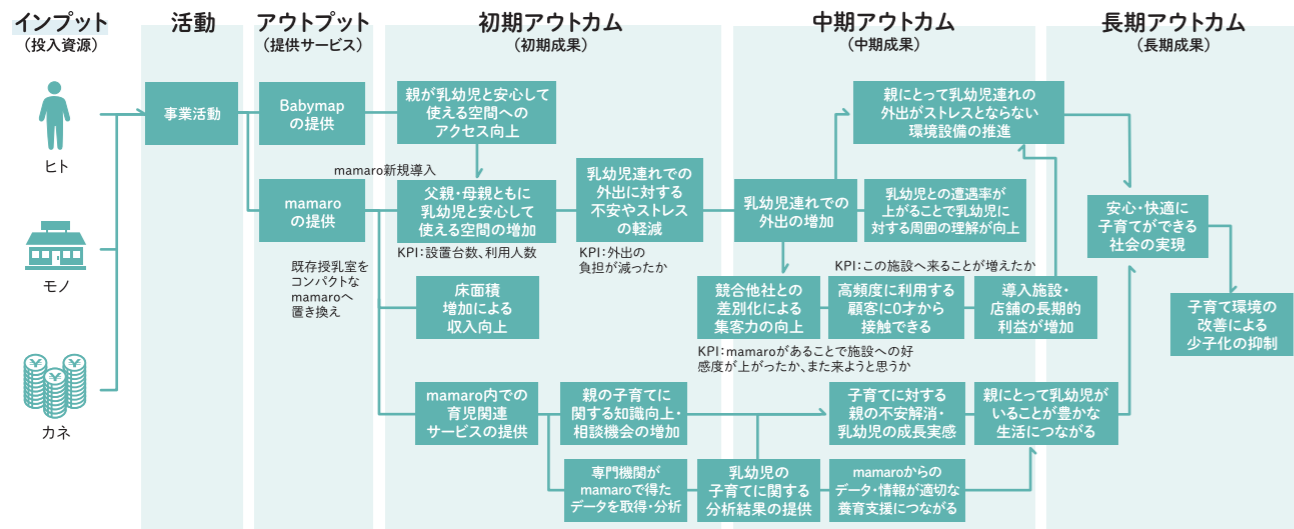 インプット
（投入資源）
活動
アウトプット
（提供サービス）
初期アウトカム
（初期成果）
中期アウトカム
（中期成果）
長期アウトカム
（長期成果）
ヒト
モノ
¥
¥
¥
カネ
事業活動
Babymap
の提供
mamaro
の提供
mamaro新規導入
既存授乳室を
コンパクトな
mamaroへ
置き換え
親が乳幼児と安心して
使える空間への
アクセス向上
父親・母親ともに
乳幼児と安心して
使える空間の増加
KPI：設置台数、利用人数
乳幼児連れでの
外出に対する
不安やストレス
の軽減
KPI：外出の
負担が減ったか
床面積
増加による
収入向上
mamaro内での
育児関連
サービスの提供
親の子育てに
関する知識向上・
相談機会の増加
専門機関が
mamaroで得た
データを取得・分析
乳幼児の
子育てに関する
分析結果の提供
親にとって乳幼児連れの
外出がストレスとならない
環境設備の推進
乳幼児連れでの
外出の増加
乳幼児との遭遇率が
上がることで乳幼児に
対する周囲の理解が向上
KPI：この施設へ来ることが増えたか
競合他社との
差別化による
集客力の向上
高頻度に利用する
顧客に0才から
接触できる
導入施設・
店舗の長期的
利益が増加
KPI：mamaroがあることで施設への好
感度が上がったか、また来ようと思うか
子育てに対する
親の不安解消・
乳幼児の成長実感
親にとって乳幼児が
いることが豊かな
生活につながる
mamaroからの
データ・情報が適切な
養育支援につながる
安心・快適に
子育てができる
社会の実現
子育て環境の
改善による
少子化の抑制